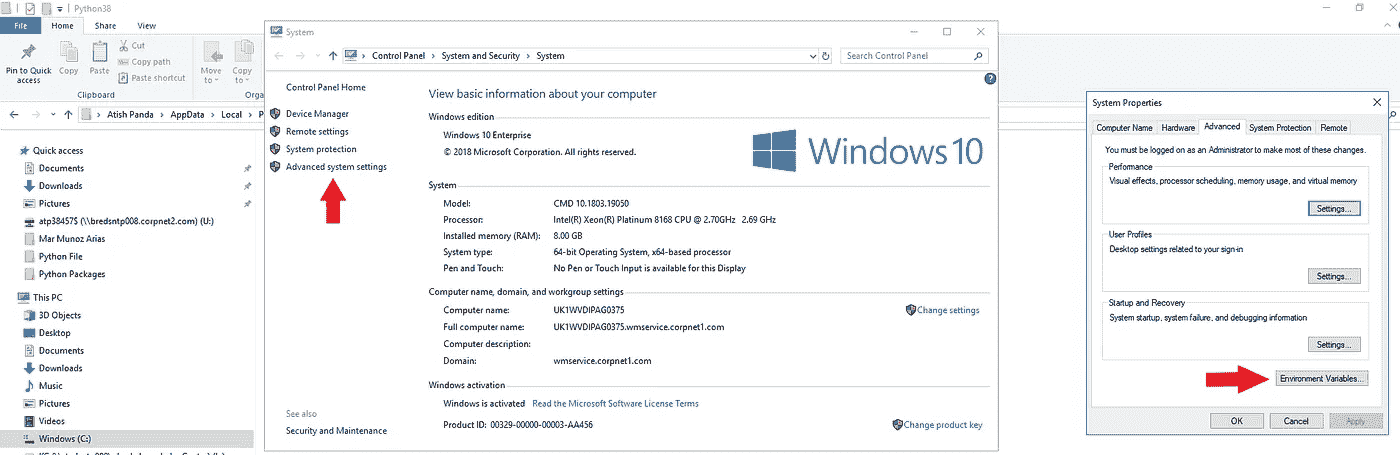 Python38
File Home Share View
Pin to Quick access
Copy
Paste
Cut
Copy path
Paste shortcut
Clipboard
Move to
Copy to
Atish Panda > AppData > Local >
Quick access
Documents
Downloads
Pictures
atp38457S (\\bredsntp008.corpnet2.com) (U:)
Mar Munoz Arias
Python File
Python Packages
This PC
3D Objects
Desktop
Documents
Downloads
Music
Pictures
Videos
Windows (C:)
System
Control Panel > System and Security > System
Search Control Panel
Control Panel Home
Device Manager
Remote settings
System protection
Advanced system settings
See also
Security and Maintenance
View basic information about your computer
Windows edition
Windows 10 Enterprise
© 2018 Microsoft Corporation. All rights reserved.
Windows 10
System
Model: CMD 10.1803.19050
Processor: Intel(R) Xeon(R) Platinum 8168 CPU @ 2.70GHz 2.69 GHz
Installed memory (RAM): 8.00 GB
System type: 64-bit Operating System, x64-based processor
Pen and Touch: No Pen or Touch Input is available for this Display
Computer name, domain, and workgroup settings
Computer name: UK1WVDIPAG0375
Change settings
Full computer name: UK1WVDIPAG0375.wmservice.corpnet1.com
Computer description:
Domain: wmservice.corpnet1.com
Windows activation
Windows is activated Read the Microsoft Software License Terms
Product ID: 00329-00000-00003-AA456
Change product key
System Properties
Computer Name Hardware Advanced System Protection Remote
You must be logged on as an Administrator to make most of these changes.
Performance
Visual effects, processor scheduling, memory usage, and virtual memory
Settings...
User Profiles
Desktop settings related to your sign-in
Settings...
Startup and Recovery
System startup, system failure, and debugging information
Settings...
Environment Variables...
OK Cancel Apply